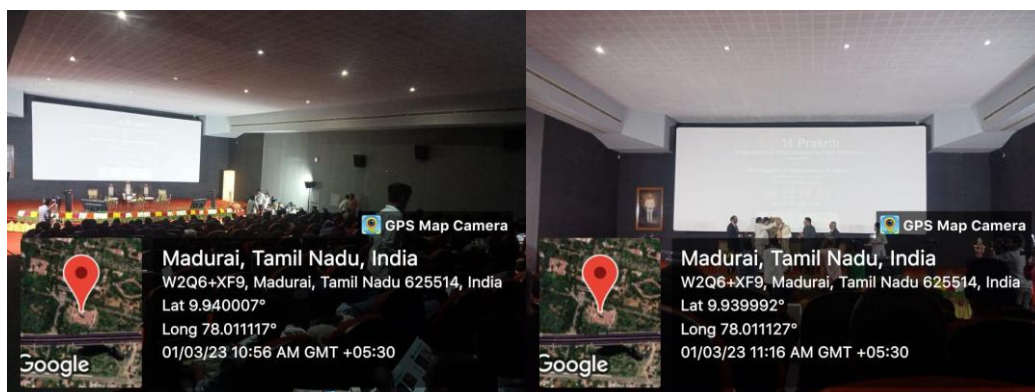 14 Prakriti
GPS Map Camera
Madurai, Tamil Nadu, India
W2Q6+XF9, Madurai, Tamil Nadu 625514, India
Lat 9.940007°
Long 78.011117°
01/03/23 10:56 AM GMT +05:30
Google
14 Prakriti
GPS Map Camera
Madurai, Tamil Nadu, India
W2Q6+XF9, Madurai, Tamil Nadu 625514, India
Lat 9.939992°
Long 78.011127°
01/03/23 11:16 AM GMT +05:30
Google